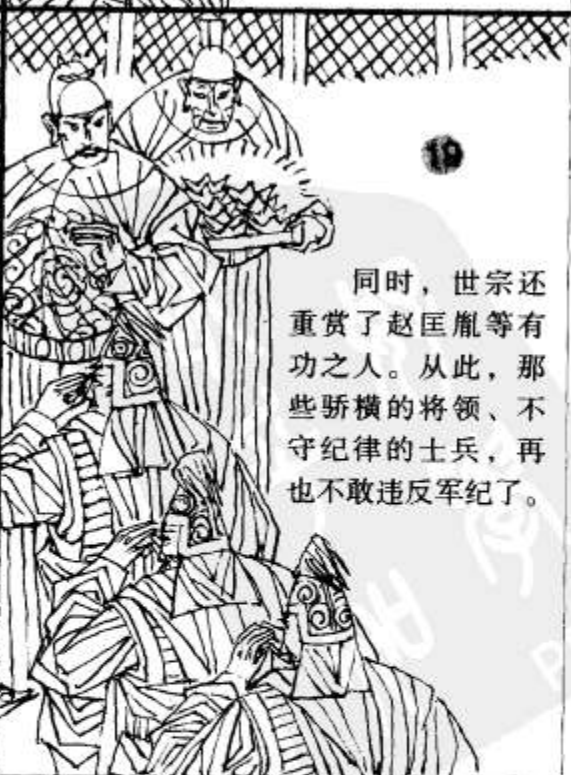 19
同时，世宗还
重赏了赵匡胤等有
功之人。从此，那
些骄横的将领、不
守纪律的士兵，再
也不敢违反军纪了。